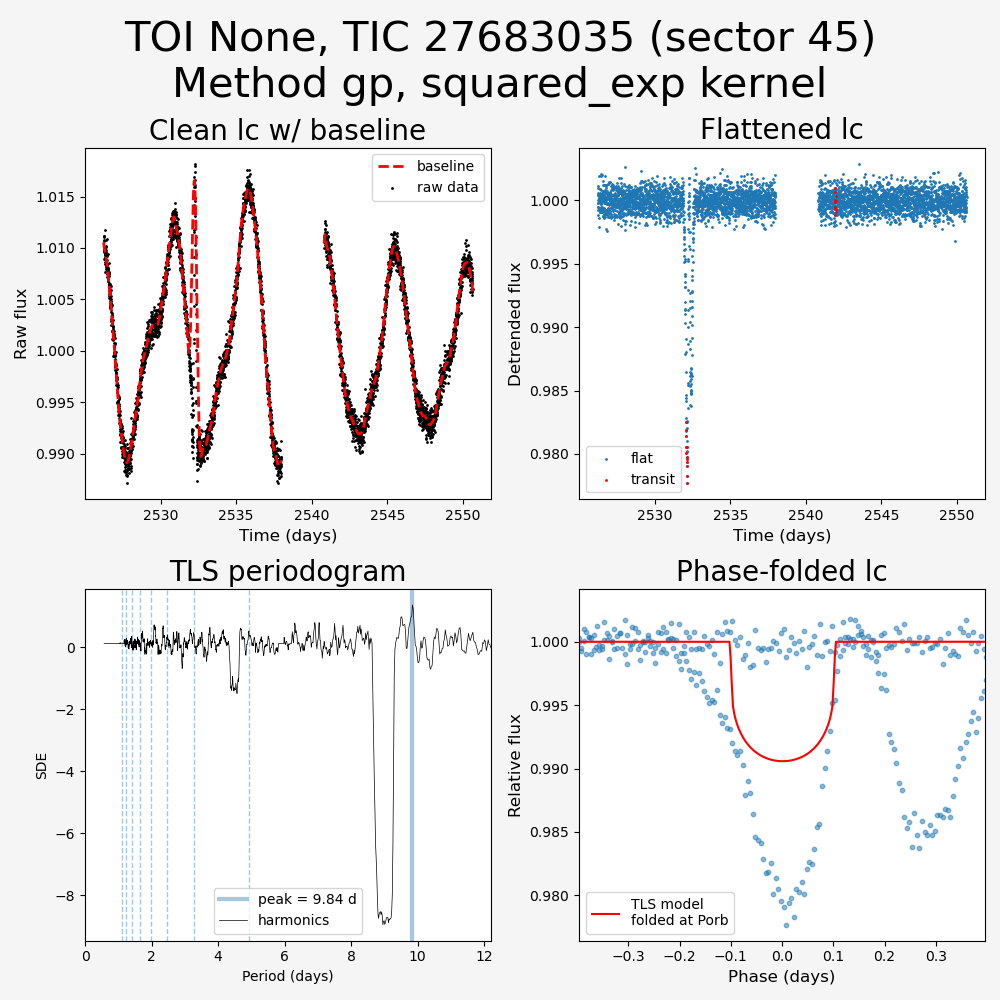 TOI None, TIC 27683035 (sector 45)
Method gp, squared_exp kernel
Clean lc w/ baseline
Raw flux
1.015
1.010
1.005
1.000
0.995
0.990
baseline
raw data
2530
2535
2540
2545
2550
Time (days)
Flattened lc
Detrended flux
1.000
0.995
0.990
0.985
0.980
flat
transit
2530
2535
2540
2545
2550
Time (days)
TLS periodogram
SDE
0
−2
−4
−6
−8
peak = 9.84 d
harmonics
0
2
4
6
8
10
12
Period (days)
Phase-folded lc
Relative flux
1.000
0.995
0.990
0.985
0.980
TLS model
folded at Porb
−0.3
−0.2
−0.1
0.0
0.1
0.2
0.3
Phase (days)